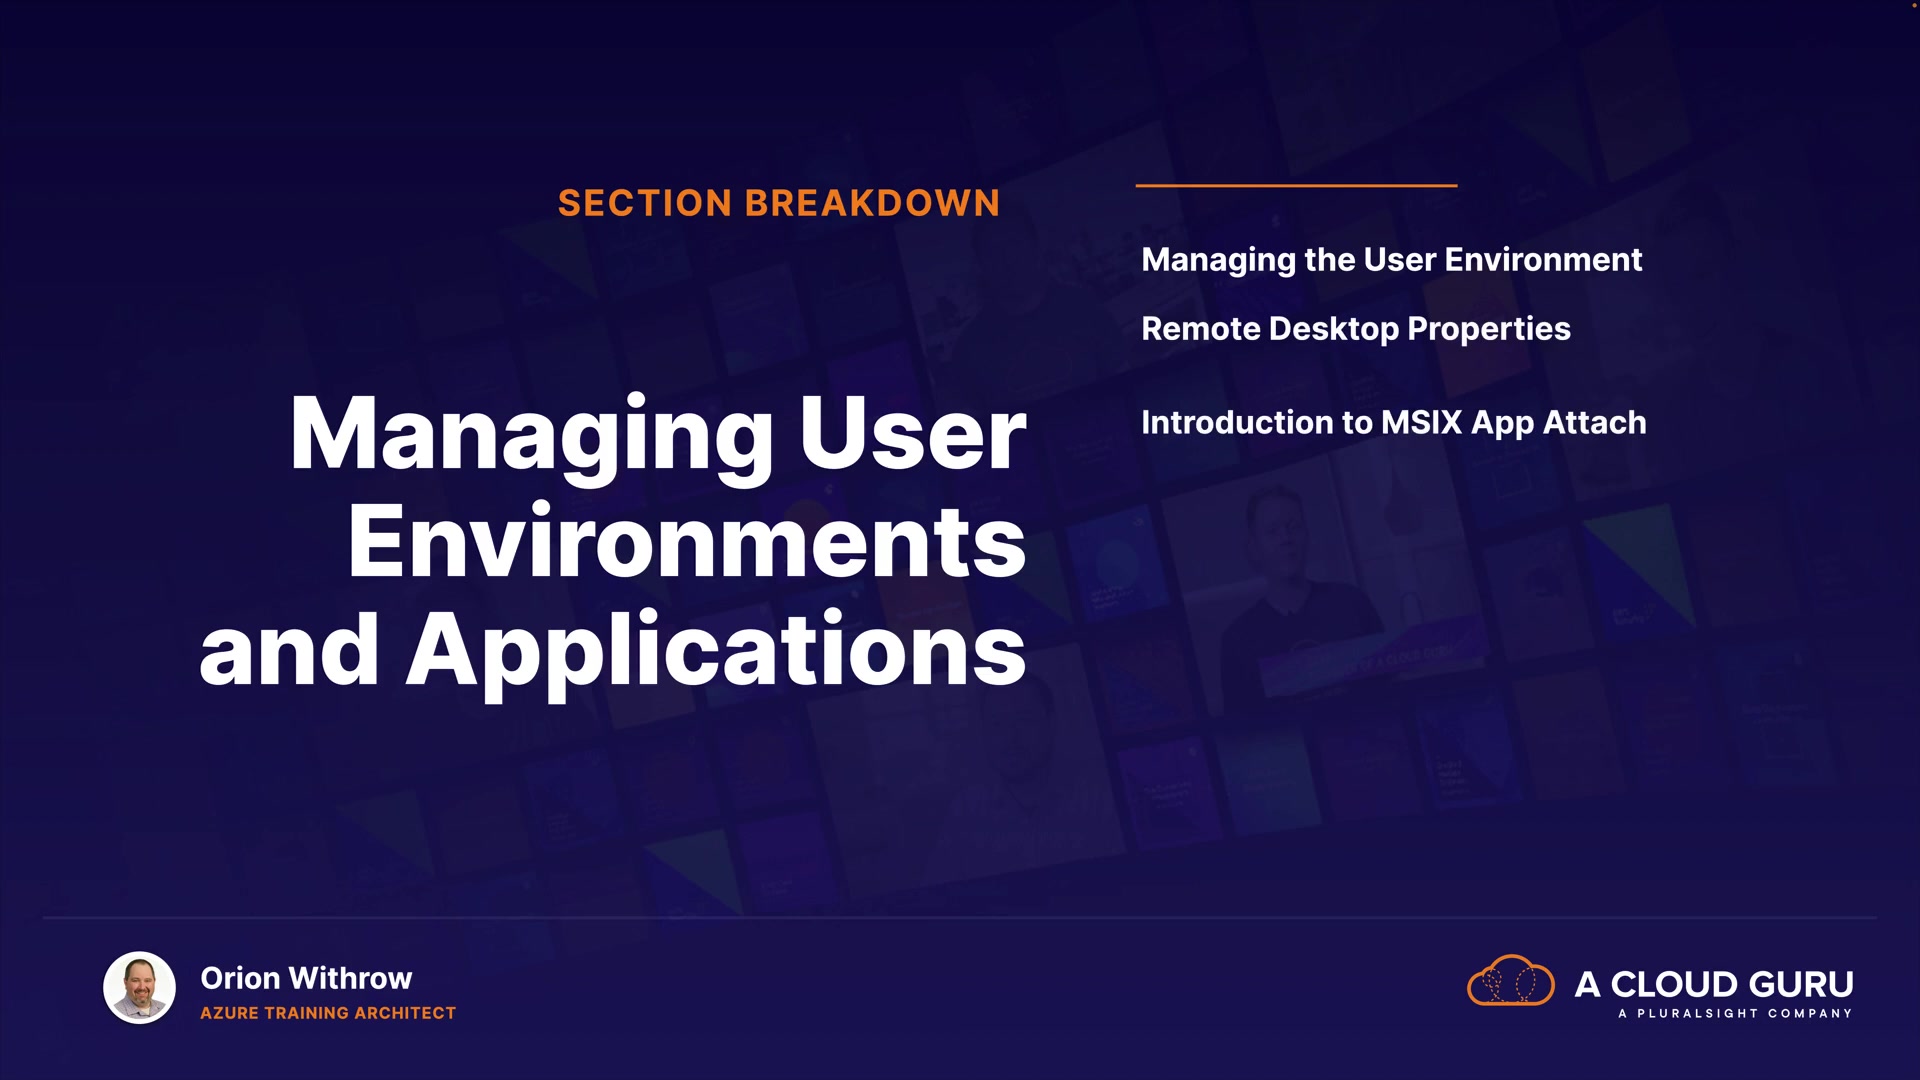 SECTION BREAKDOWN
Managing User
Environments
and Applications
Managing the User Environment
Remote Desktop Properties
Introduction to MSIX App Attach
Orion Withrow
AZURE TRAINING ARCHITECT
A CLOUD GURU
A PLURALSIGHT COMPANY